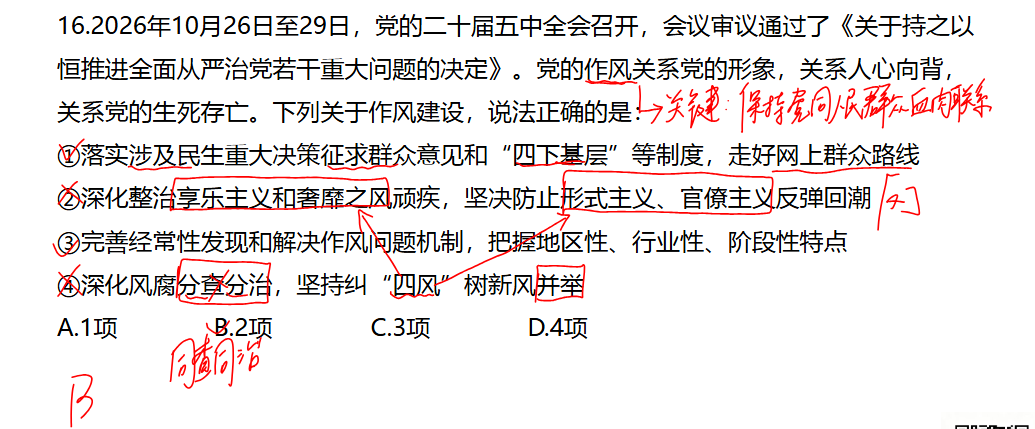 16.2026年10月26日至29日，党的二十届五中全会召开，会议审议通过了《关于持之以
恒推进全面从严治党若干重大问题的决定》。党的作风关系党的形象，关系人心向背，
关系党的生死存亡。下列关于作风建设，说法正确的是：
关键：保持党同人民群众血肉联系
①落实涉及民生重大决策征求群众意见和“四下基层”等制度，走好网上群众路线
②深化整治享乐主义和奢靡之风顽疾，坚决防止形式主义、官僚主义反弹回潮
反
③完善经常性发现和解决作风问题机制，把握地区性、行业性、阶段性特点
④深化风腐分查分治，坚持纠“四风”树新风并举
A.1项 B.2项 C.3项 D.4项
同查同治
B